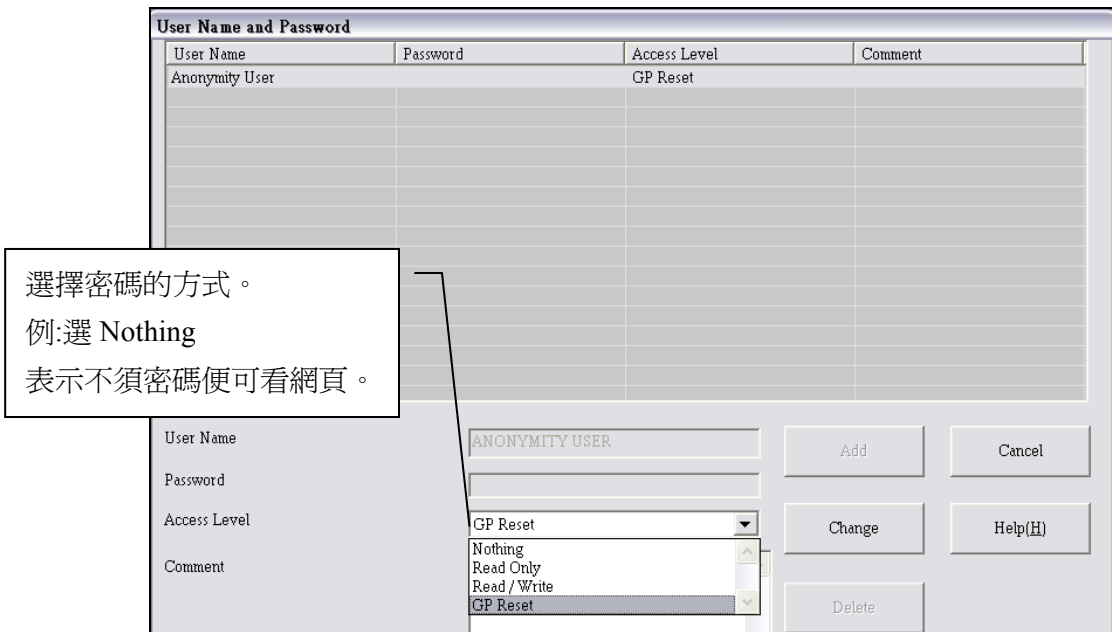 User Name and Password
User Name Password Access Level Comment
Anonymity User GP Reset
選擇密碼的方式。
例:選 Nothing
表示不須密碼便可看網頁。
User Name ANONYMITY USER Add Cancel
Password
Access Level GP Reset Change Help(H)
Nothing
Comment Read Only
Read / Write
GP Reset Delete